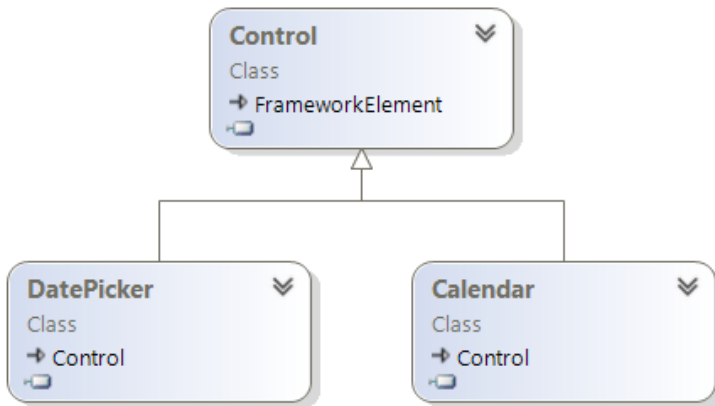 Control
Class
FrameworkElement
DatePicker
Class
Control
Calendar
Class
Control